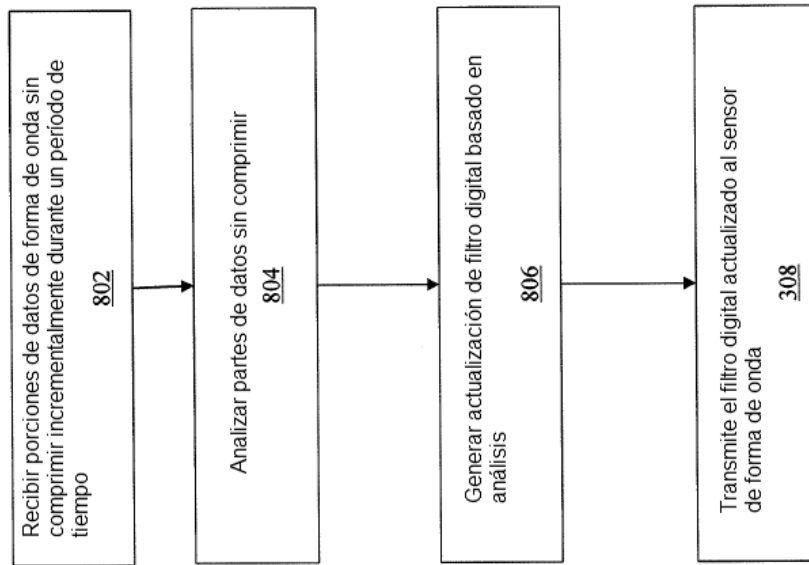 Recibir porciones de datos de forma de onda sin
comprimir incrementalmente durante un período de
tiempo
802
Analizar partes de datos sin comprimir
804
Generar actualización de filtro digital basado en
análisis
806
Transmite el filtro digital actualizado al sensor
de forma de onda
308